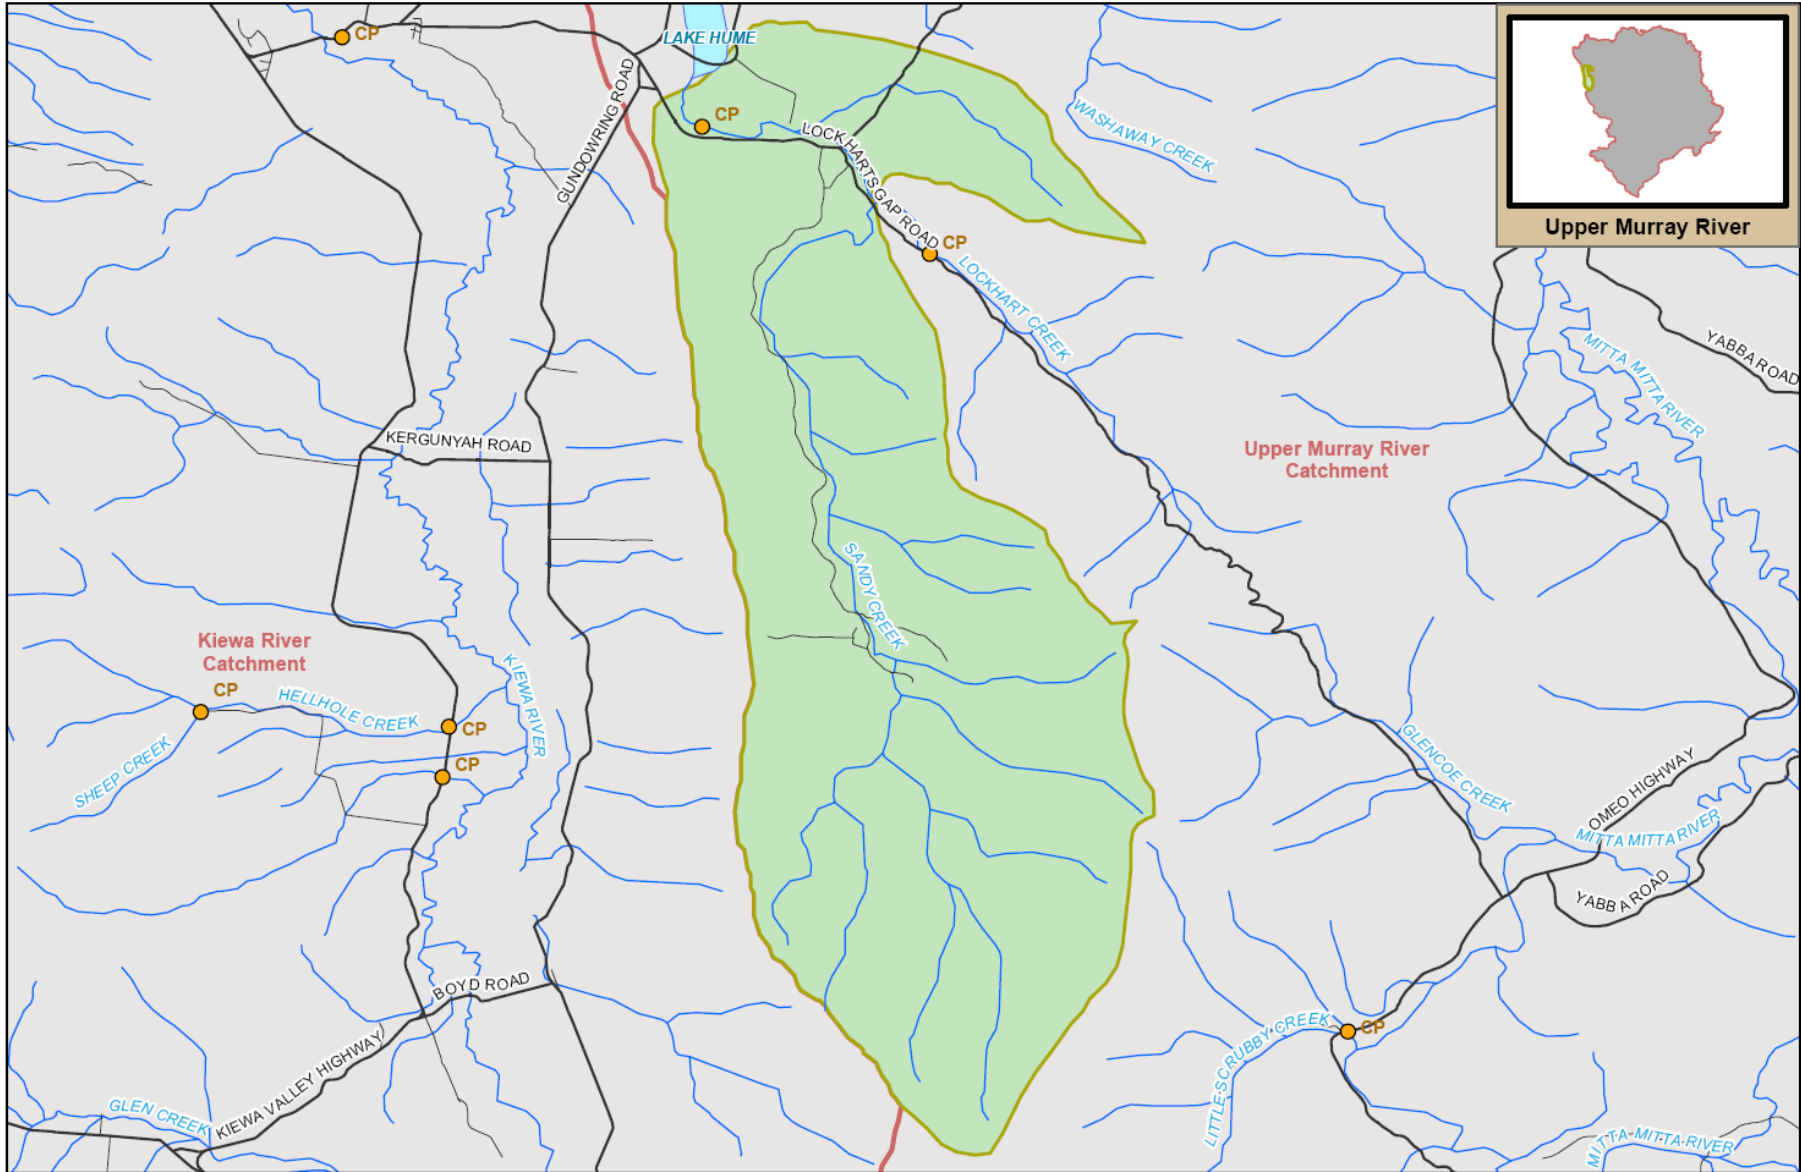 CP
LAKE HUME
GUNDOWRING ROAD
CP
LOCKHARTS GAP ROAD
WASHAWAY CREEK
Upper Murray River
CP
LOCKHART CREEK
YABBA ROAD
MITTA MITTA RIVER
KERGUNYAH ROAD
Upper Murray River
Catchment
SANDY CREEK
Kiewa River
Catchment
CP
HELLHOLE CREEK
KIEWA RIVER
CP
CP
SHEEP CREEK
GLENCOE CREEK
OMEO HIGHWAY
MITTA MITTA RIVER
YABBA ROAD
BOYD ROAD
KIEWA VALLEY HIGHWAY
GLEN CREEK
LITTLE SCRUBBY CREEK
CP
MITTA MITTA RIVER